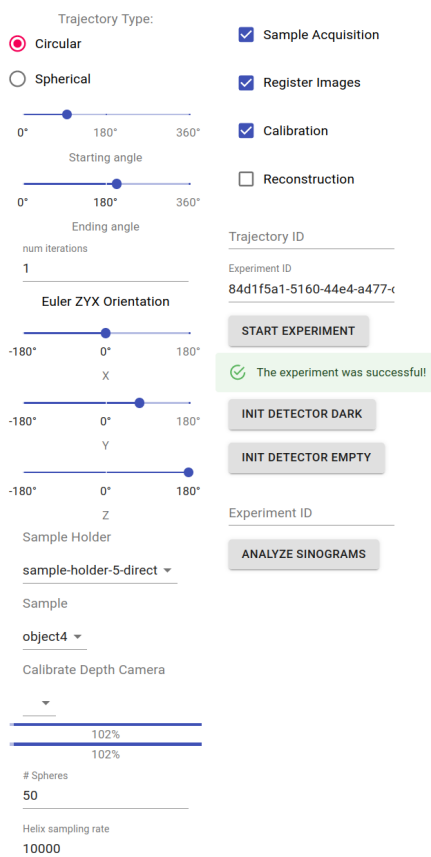 Trajectory Type:
Circular
Spherical
0° 180° 360°
Starting angle
0° 180° 360°
Ending angle
num iterations
1
Euler ZYX Orientation
-180° 0° 180°
X
-180° 0° 180°
Y
-180° 0° 180°
Z
Sample Holder
sample-holder-5-direct
Sample
object4
Calibrate Depth Camera
102%
102%
# Spheres
50
Helix sampling rate
10000
Sample Acquisition
Register Images
Calibration
Reconstruction
Trajectory ID
Experiment ID
84d1f5a1-5160-44e4-a477-
START EXPERIMENT
The experiment was successful!
INIT DETECTOR DARK
INIT DETECTOR EMPTY
Experiment ID
ANALYZE SINOGRAMS